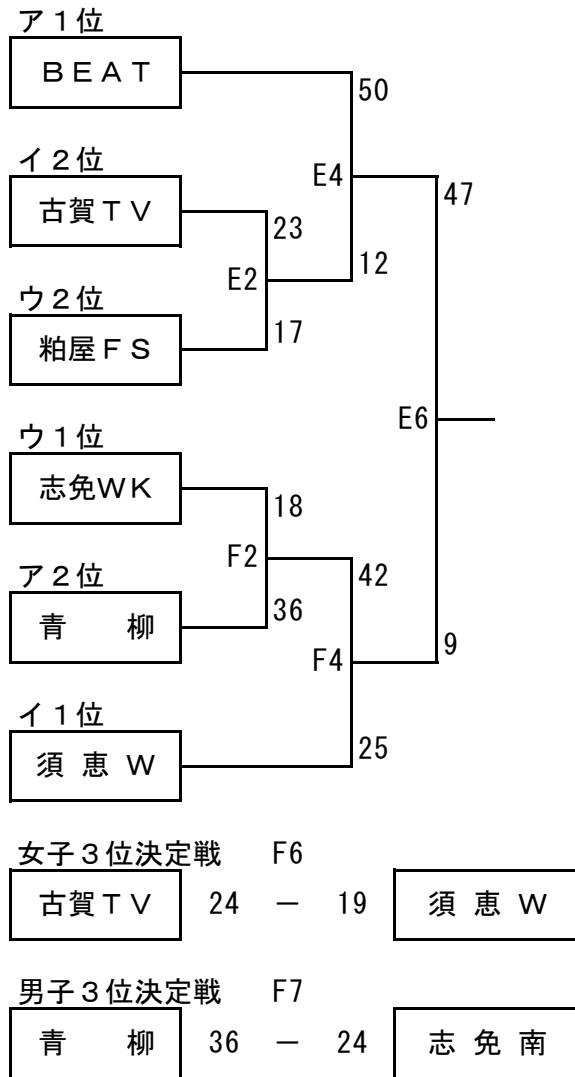 ア１位
ＢＥＡＴ
50
イ２位
E4
47
古賀ＴＶ
23
E2
12
ウ２位
17
粕屋ＦＳ
E6
ウ１位
志免ＷＫ
18
F2
42
ア２位
36
青　柳
F4
9
イ１位
25
須 恵 Ｗ
女子３位決定戦　F6
古賀ＴＶ　24　－　19　須 恵 Ｗ
男子３位決定戦　F7
青　柳　36　－　24　志 免 南